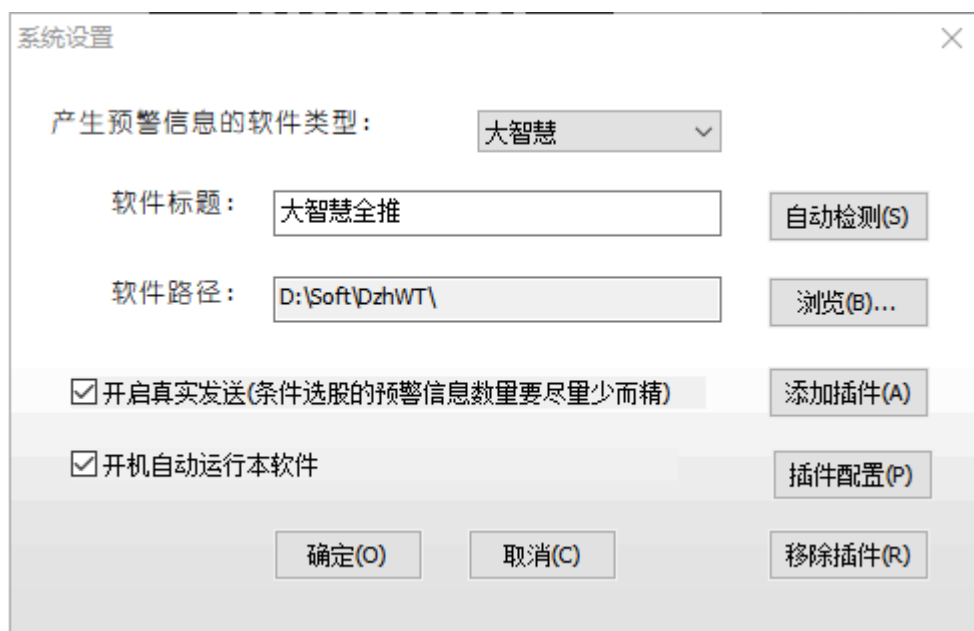 系统设置
产生预警信息的软件类型：
大智慧
软件标题：
大智慧全推
自动检测(S)
软件路径：
D:\Soft\DzhWT\
浏览(B)...
开启真实发送(条件选股的预警信息数量要尽量少而精)
添加插件(A)
开机自动运行本软件
插件配置(P)
确定(O)
取消(C)
移除插件(R)